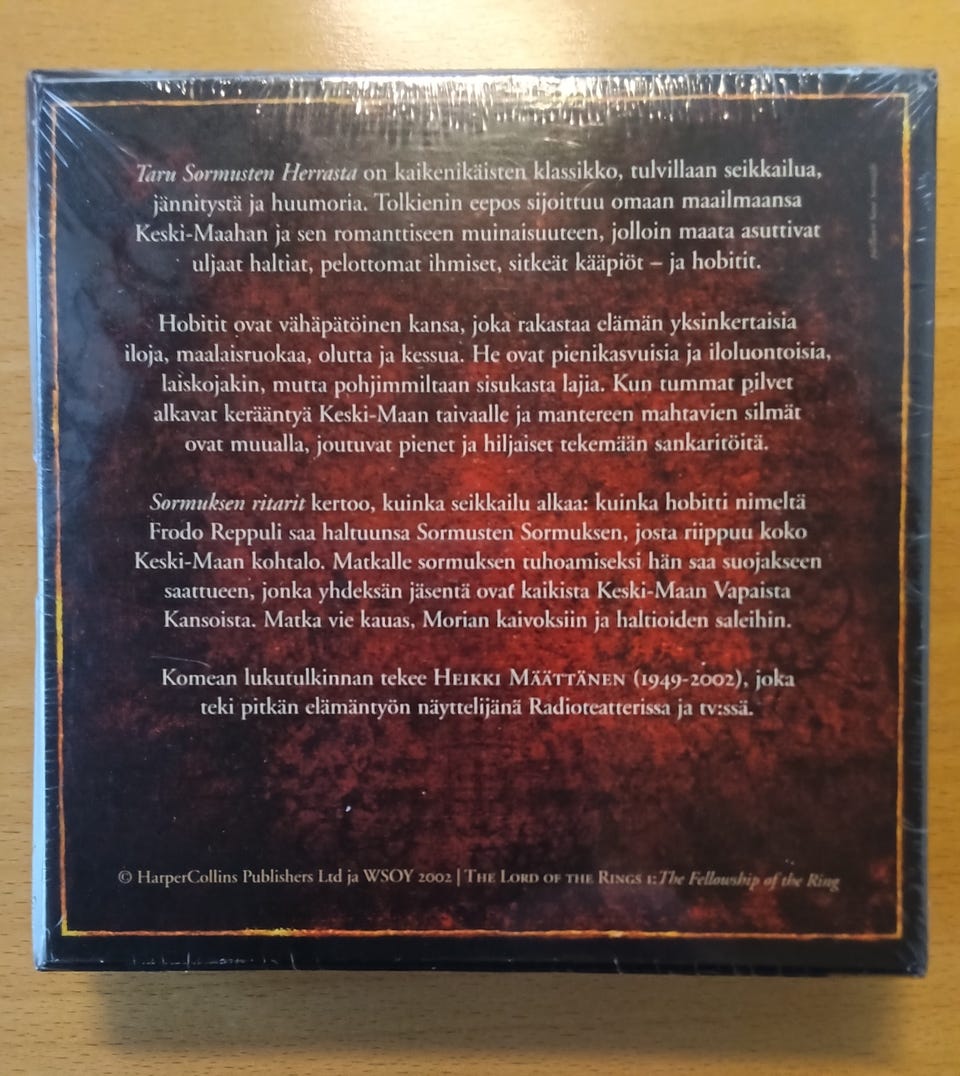 Taru Sormusten Herrasta on kaikenikäisten klassikko, tulvillaan seikkailua,
jännitystä ja huumoria. Tolkienin eepos sijoittuu omaan maailmaansa
Keski-Maahan ja sen romanttiseen muinaisuuteen, jolloin maata asuttivat
uljaat haltiat, pelottomat ihmiset, sitkeät kääpiöt – ja hobitit.
Hobitit ovat vähäpätöinen kansa, joka rakastaa elämän yksinkertaisia
iloja, maalaisruokaa, olutta ja kessua. He ovat pienikasvuisia ja iloluontoisia,
laiskojakin, mutta pohjimmiltaan sisukasta lajia. Kun tummat pilvet
alkavat kerääntyä Keski-Maan taivaalle ja mantereen mahtavien silmät
ovat muualla, joutuvat pienet ja hiljaiset tekemään sankaritöitä.
Sormuksen ritarit kertoo, kuinka seikkailu alkaa: kuinka hobitti nimeltä
Frodo Reppuli saa haltuunsa Sormusten Sormuksen, josta riippuu koko
Keski-Maan kohtalo. Matkalle sormuksen tuhoamiseksi hän saa suojakseen
saattueen, jonka yhdeksän jäsentä ovat kaikista Keski-Maan Vapaista
Kansoista. Matka vie kauas, Morian kaivoksiin ja haltioiden saleihin.
Komean lukutulkinnan tekee HEIKKI MÄÄTTÄNEN (1949-2002), joka
teki pitkän elämäntyön näyttelijänä Radioteatterissa ja tv:ssä.
© HarperCollins Publishers Ltd ja WSOY 2002 | THE LORD OF THE RINGS 1: The Fellowship of the Ring